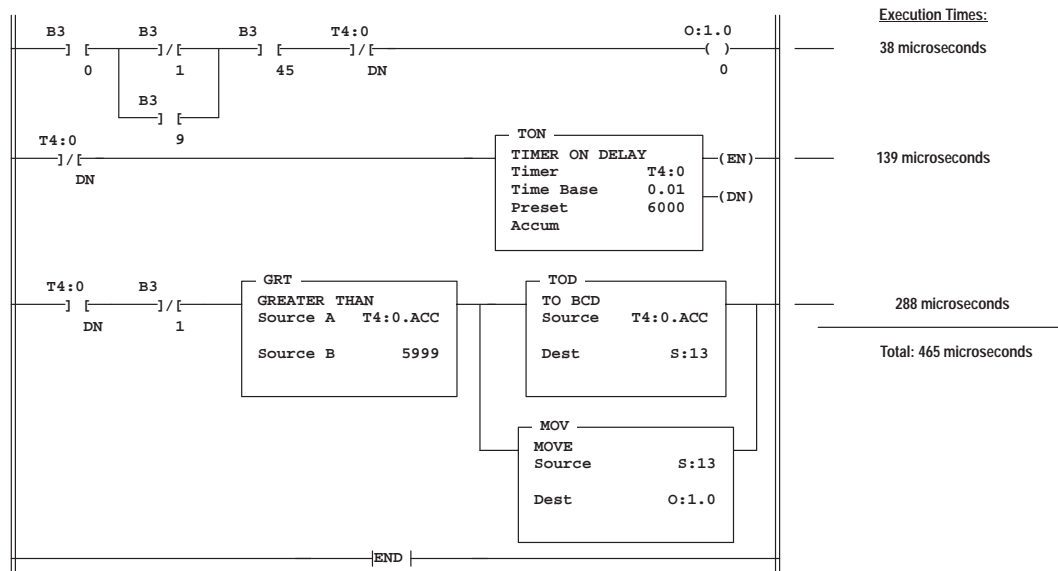 Execution Times:
B3 B3 B3 T4:0 O:1.0
] [ ]/[ ] [ ]/[ ( ) 38 microseconds
0 1 45 DN 0
B3
] [
9
T4:0
]/[
DN
TON
TIMER ON DELAY
Timer T4:0
Time Base 0.01
Preset 6000
Accum
(EN)
(DN)
139 microseconds
T4:0 B3
] [ ]/[
DN 1
GRT
GREATER THAN
Source A T4:0.ACC
Source B 5999
TOD
TO BCD
Source T4:0.ACC
Dest S:13
288 microseconds
Total: 465 microseconds
MOV
MOVE
Source S:13
Dest O:1.0
END